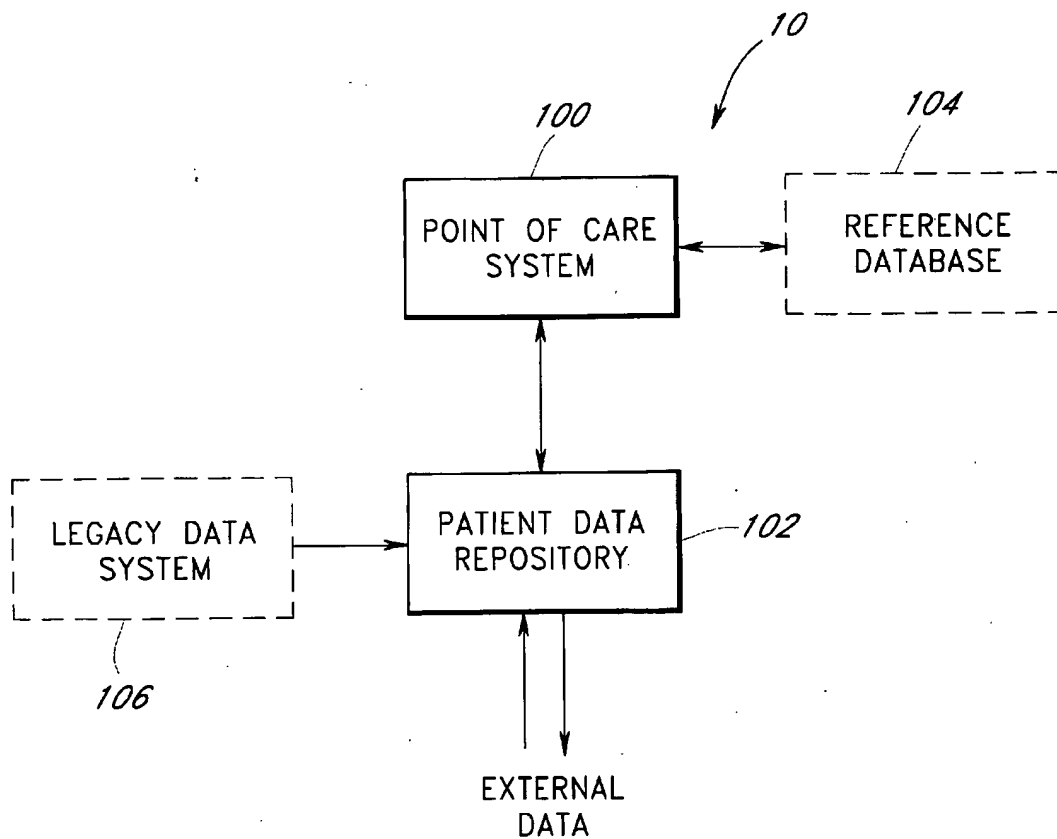 10
100
104
POINT OF CARE
SYSTEM
REFERENCE
DATABASE
LEGACY DATA
SYSTEM
PATIENT DATA
REPOSITORY
102
106
EXTERNAL
DATA